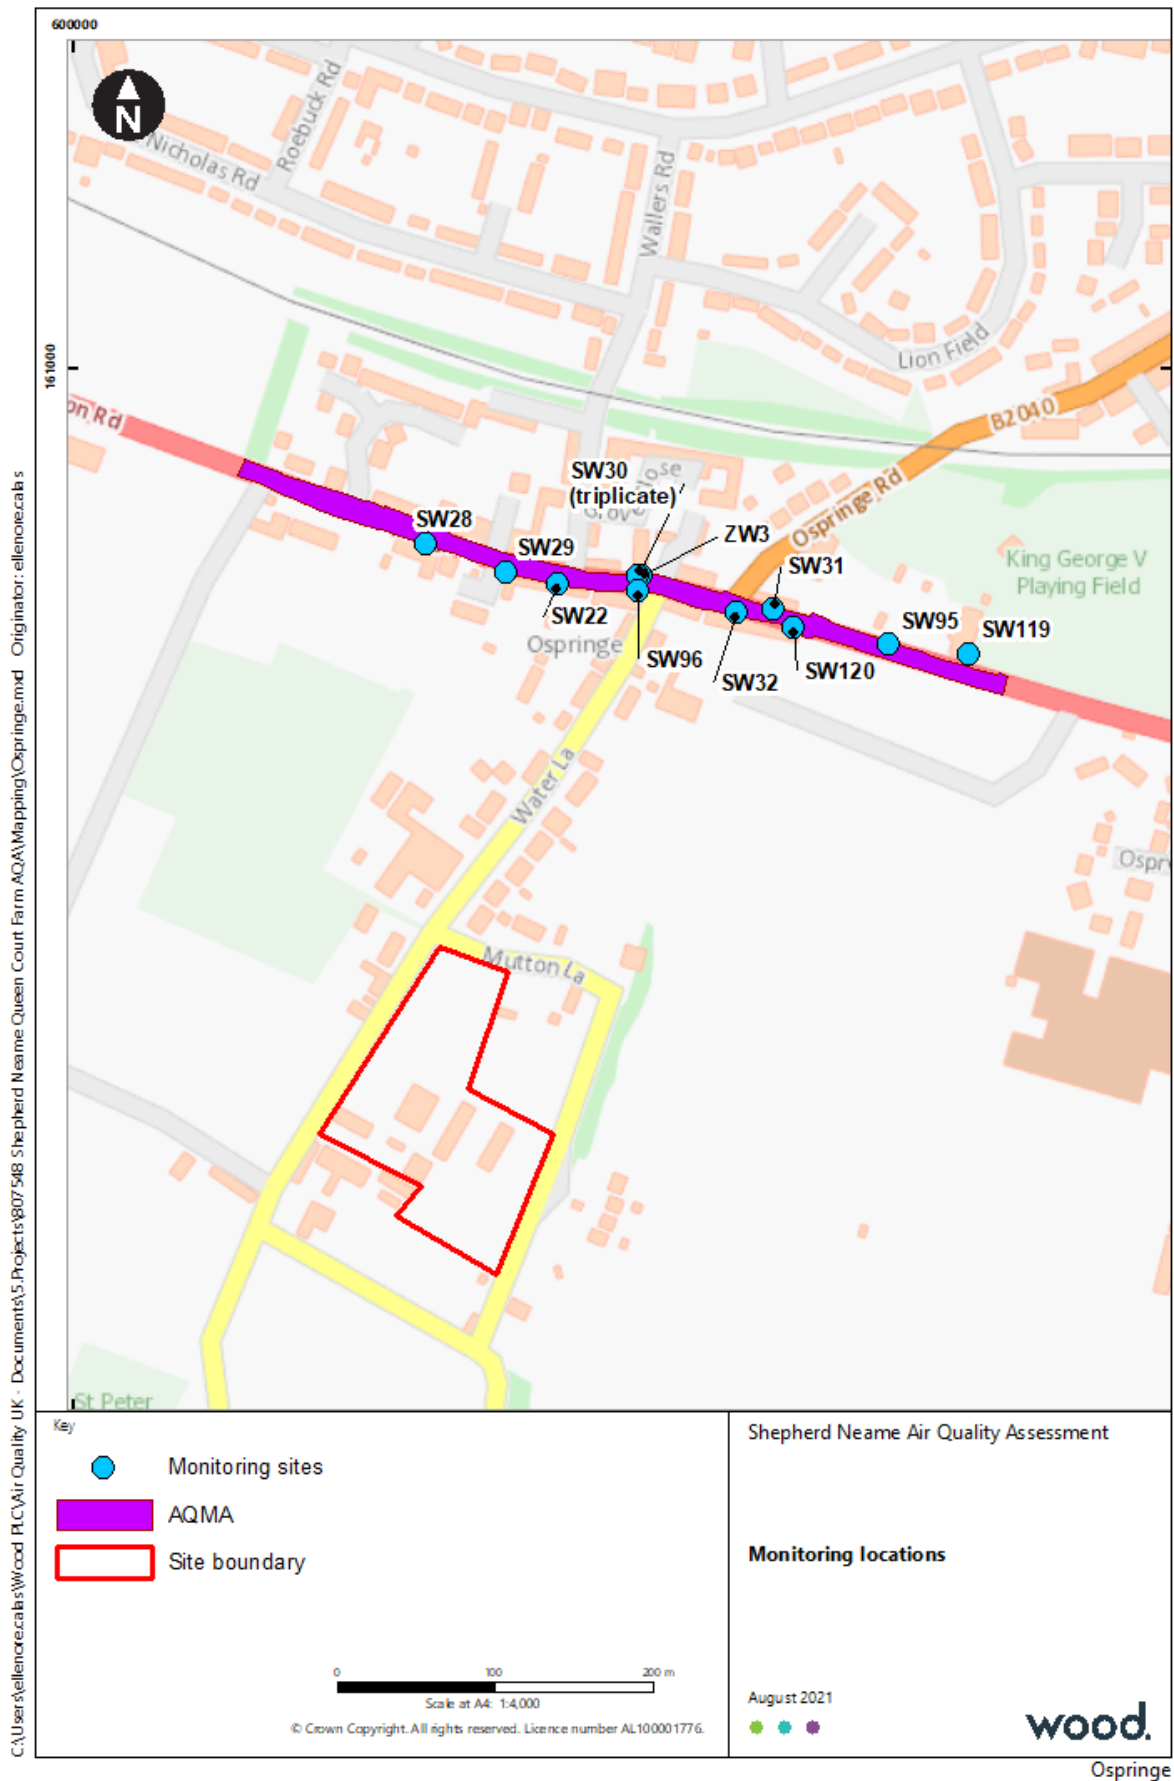 600000
N
Nicholas Rd
Roebuck Rd
Wallers Rd
Lion Field
161000
on Rd
B2040
Ospringe Rd
SW30
(triplicate)
ZW3
SW28
SW29
SW22
SW31
King George V
Playing Field
SW95
SW119
Ospringe
SW96
SW32
SW120
Water La
Mutton La
St Peter
C:\Users\ellenore.calas\Wood PLC\Air Quality UK - Documents\5.Projects\807548 Shepherd Neame Queen Court Farm AQA\Mapping\Ospringe.mxd Originator: ellenore.calas
Key
Monitoring sites
AQMA
Site boundary
0 100 200 m
Scale at A4: 1:4,000
© Crown Copyright. All rights reserved. Licence number AL100001776.
Shepherd Neame Air Quality Assessment
Monitoring locations
August 2021
wood.
Ospringe